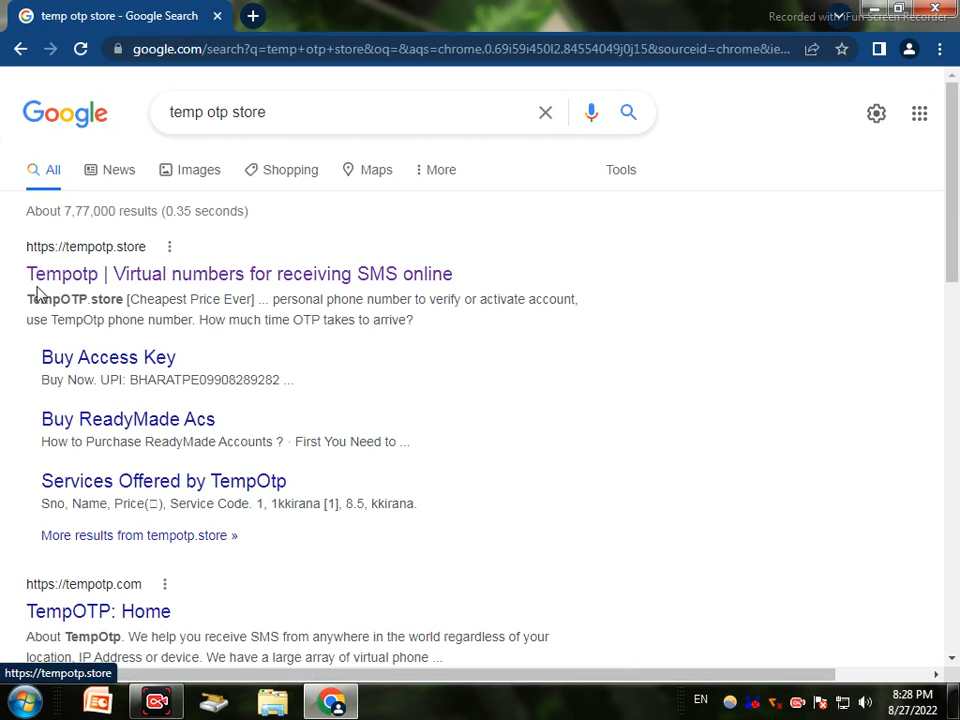 temp otp store - Google Search
Recorded with iFun Screen Recorder
google.com/search?q=temp+otp+store&oq=&aqs=chrome.0.69i59i450l2.84554049j0j15&sourceid=chrome&ie...
Google
temp otp store
All News Images Shopping Maps More Tools
About 7,77,000 results (0.35 seconds)
https://tempotp.store
Tempotp | Virtual numbers for receiving SMS online
TempOTP.store [Cheapest Price Ever] ... personal phone number to verify or activate account,
use TempOtp phone number. How much time OTP takes to arrive?
Buy Access Key
Buy Now. UPI: BHARATPE09908289282 ...
Buy ReadyMade Acs
How to Purchase ReadyMade Accounts ? · First You Need to ...
Services Offered by TempOtp
Sno, Name, Price(□), Service Code. 1, 1kkirana [1], 8.5, kkirana.
More results from tempotp.store »
https://tempotp.com
TempOTP: Home
About TempOtp. We help you receive SMS from anywhere in the world regardless of your
location, IP Address or device. We have a large array of virtual phone ...
https://tempotp.store
EN
8:28 PM
8/27/2022